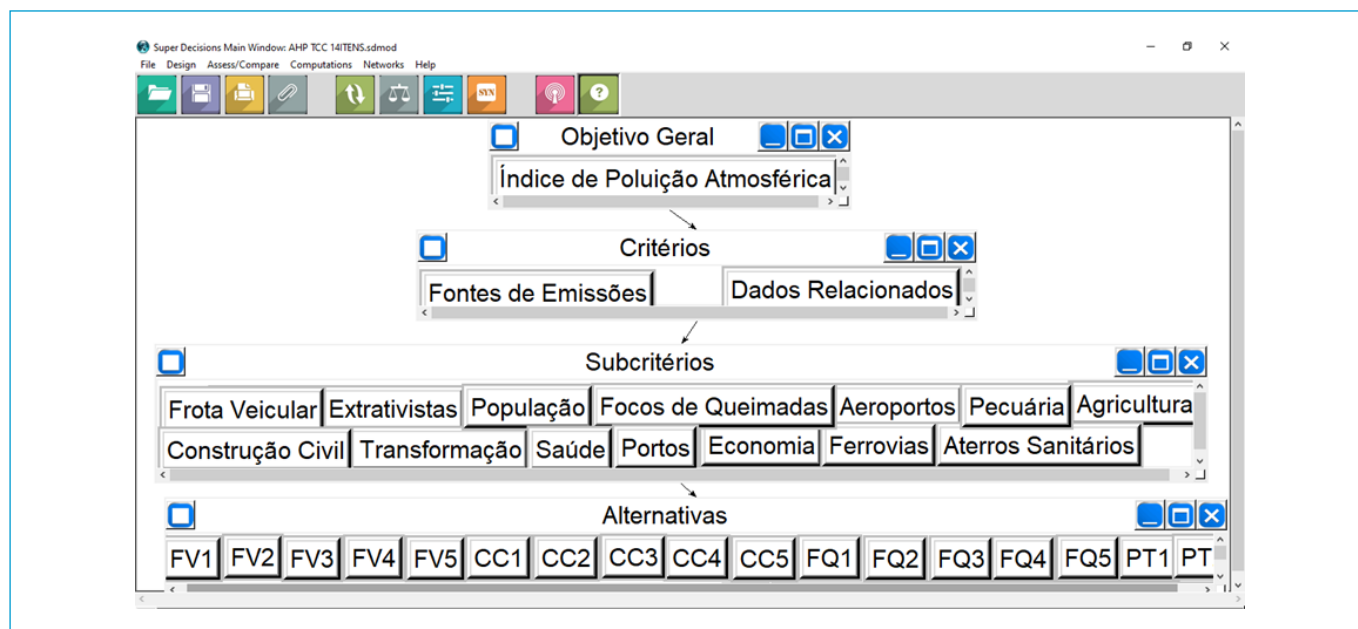 Super Decisions Main Window: AHP TCC 14ITENS.sdmod
File Design Assess/Compare Computations Networks Help
SYN ?
Objetivo Geral
Índice de Poluição Atmosférica
Critérios
Fontes de Emissões Dados Relacionados
Subcritérios
Frota Veicular Extrativistas População Focos de Queimadas Aeroportos Pecuária Agricultura
Construção Civil Transformação Saúde Portos Economia Ferrovias Aterros Sanitários
Alternativas
FV1 FV2 FV3 FV4 FV5 CC1 CC2 CC3 CC4 CC5 FQ1 FQ2 FQ3 FQ4 FQ5 PT1 PT